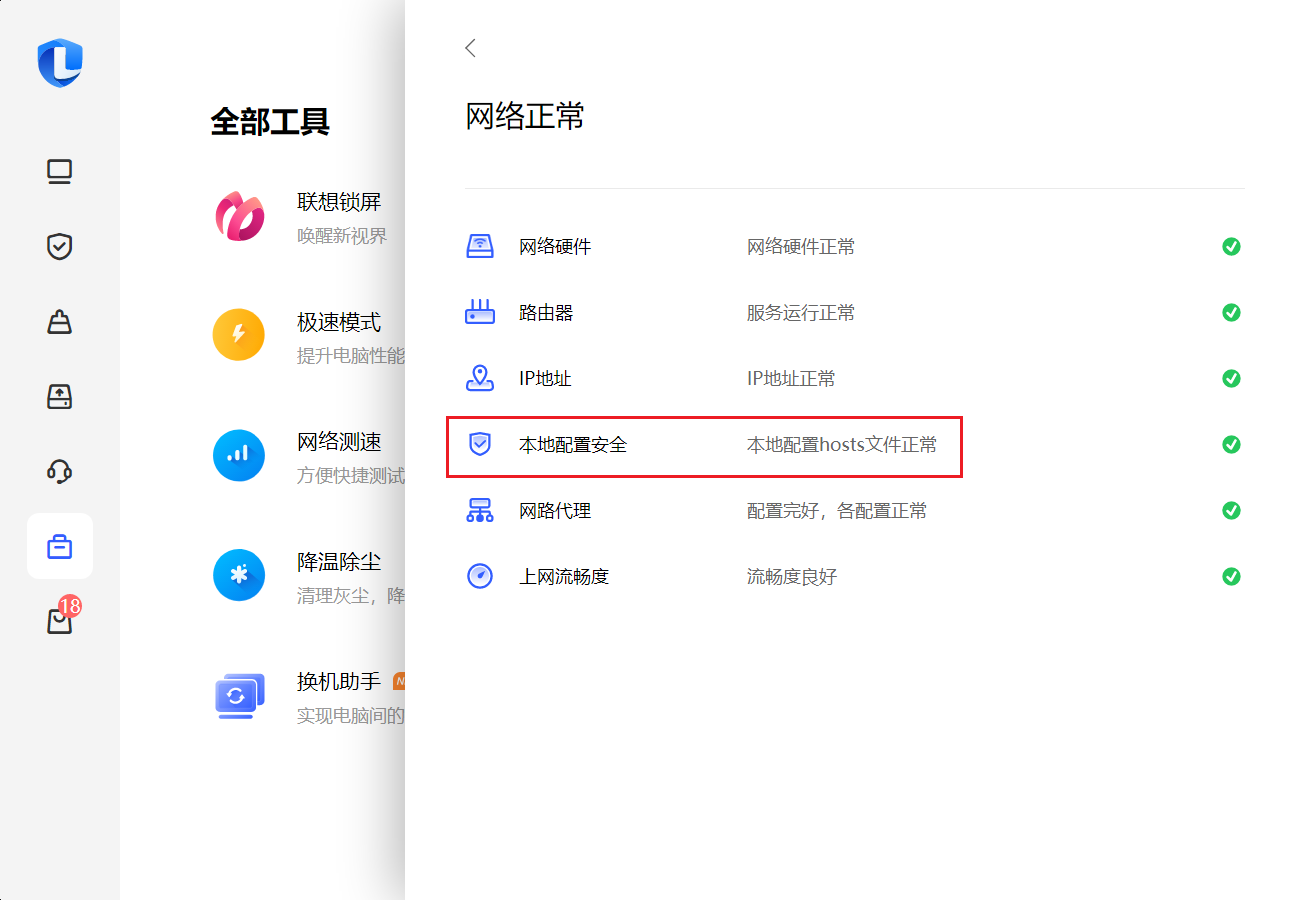 全部工具
联想锁屏
唤醒新视界
极速模式
提升电脑性能
网络测速
方便快捷测试
降温除尘
清理灰尘，降
换机助手
实现电脑间的
18
网络正常
网络硬件 网络硬件正常
路由器 服务运行正常
IP地址 IP地址正常
本地配置安全 本地配置hosts文件正常
网路代理 配置完好，各配置正常
上网流畅度 流畅度良好